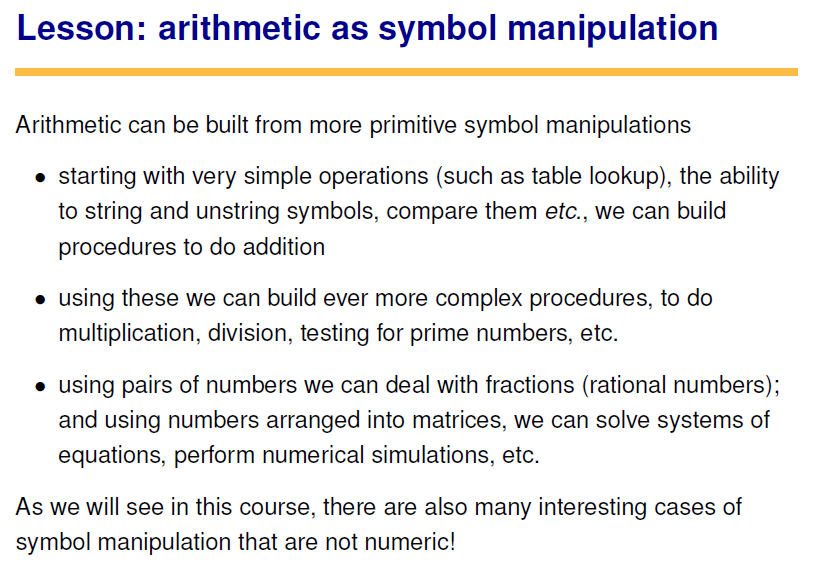 Lesson: arithmetic as symbol manipulation
Arithmetic can be built from more primitive symbol manipulations
● starting with very simple operations (such as table lookup), the ability
to string and unstring symbols, compare them etc., we can build
procedures to do addition
● using these we can build ever more complex procedures, to do
multiplication, division, testing for prime numbers, etc.
● using pairs of numbers we can deal with fractions (rational numbers);
and using numbers arranged into matrices, we can solve systems of
equations, perform numerical simulations, etc.
As we will see in this course, there are also many interesting cases of
symbol manipulation that are not numeric!